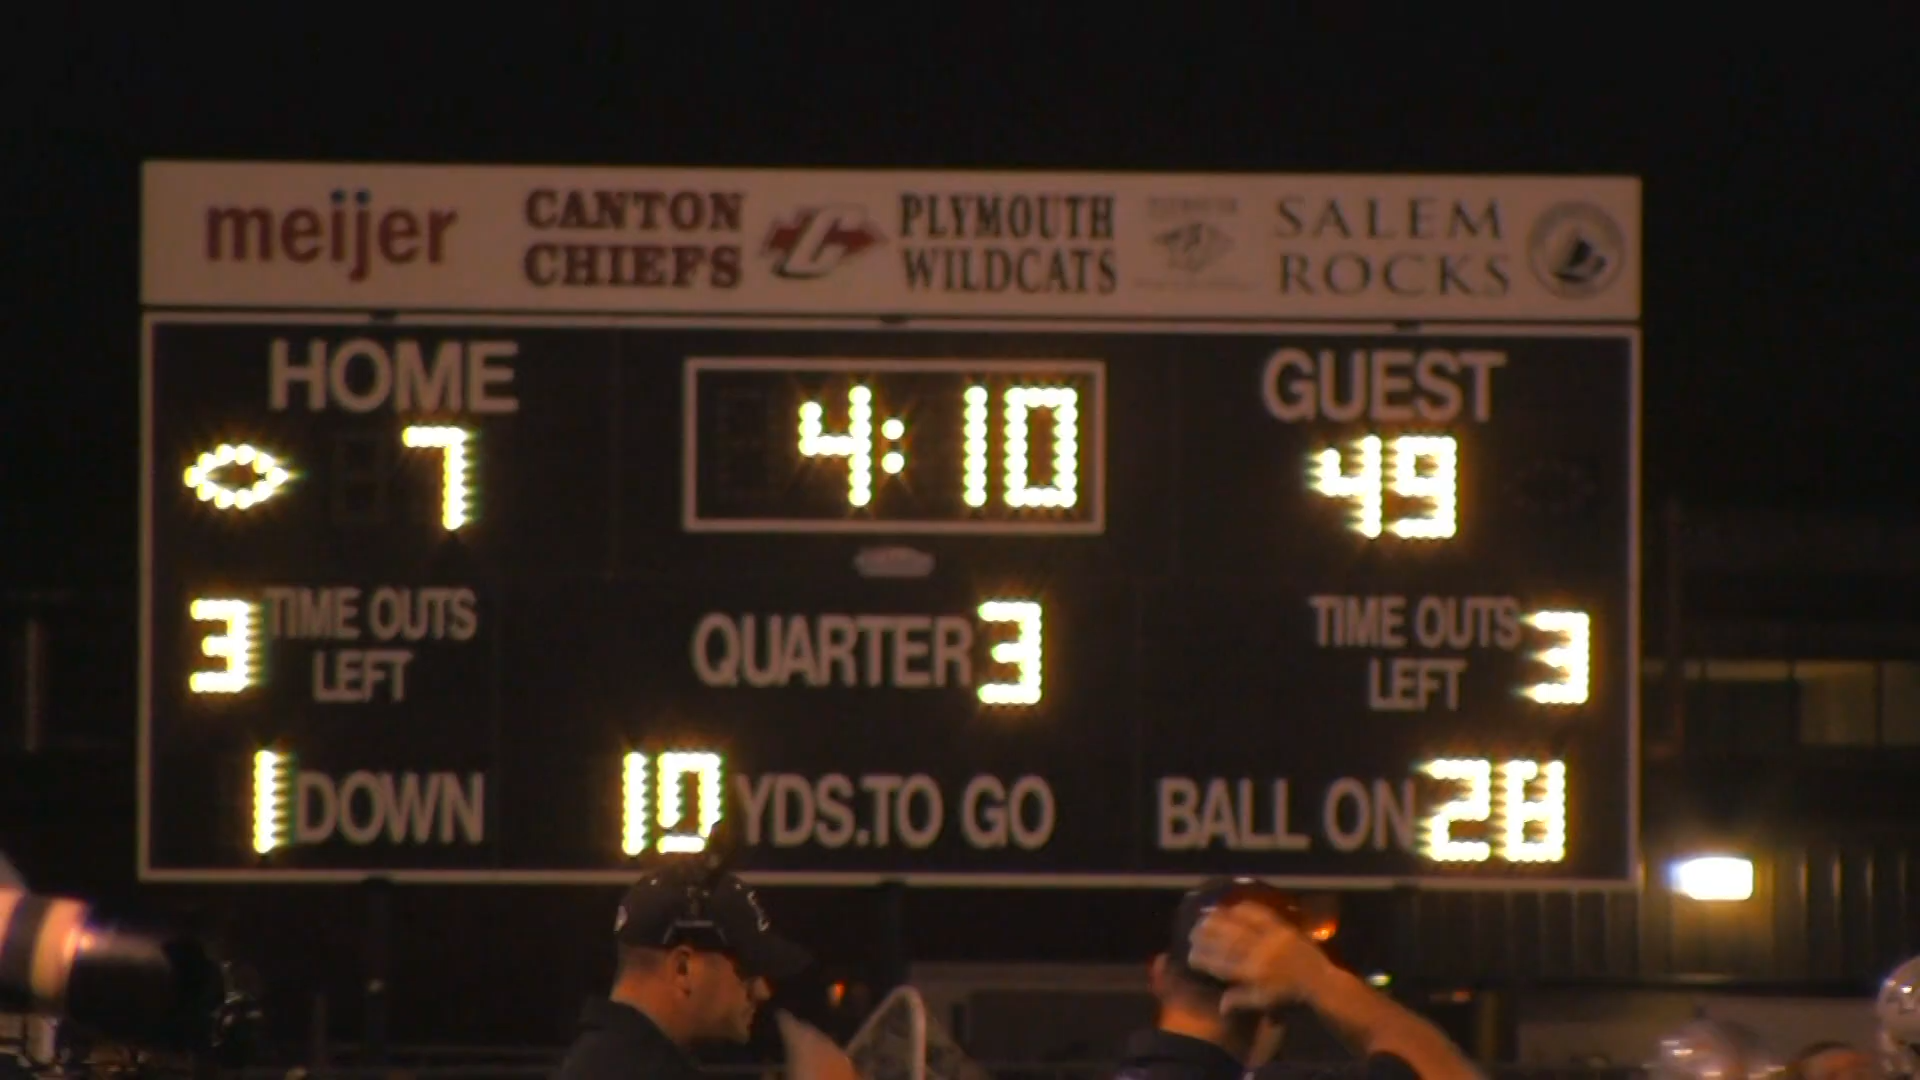 meijer
CANTON
CHIEFS
PLYMOUTH
WILDCATS
SALEM
ROCKS
HOME
7
4:10
GUEST
49
3 TIME OUTS
LEFT
QUARTER 3
TIME OUTS 3
LEFT
1 DOWN
10 YDS.TO GO
BALL ON 28